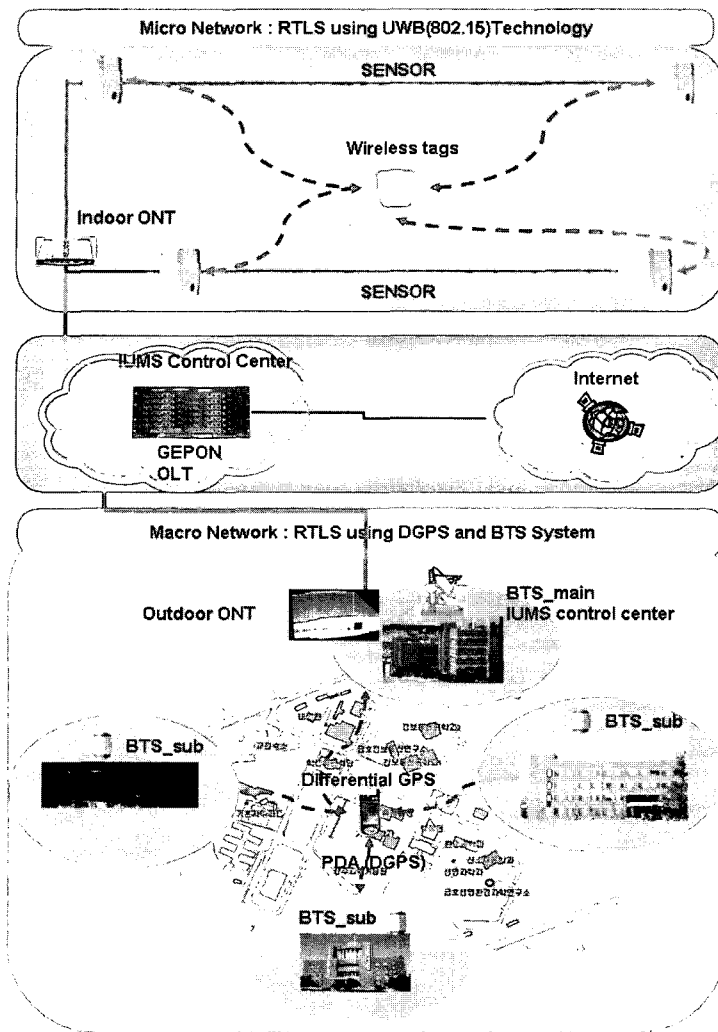 Micro Network : RTLS using UWB(802.15)Technology
SENSOR
Wireless tags
Indoor ONT
SENSOR
IUMS Control Center
Internet
GEPON
OLT
Macro Network : RTLS using DGPS and BTS System
Outdoor ONT
BTS_main
IUMS control center
BTS_sub
BTS_sub
Differential GPS
PDA (DGPS)
BTS_sub